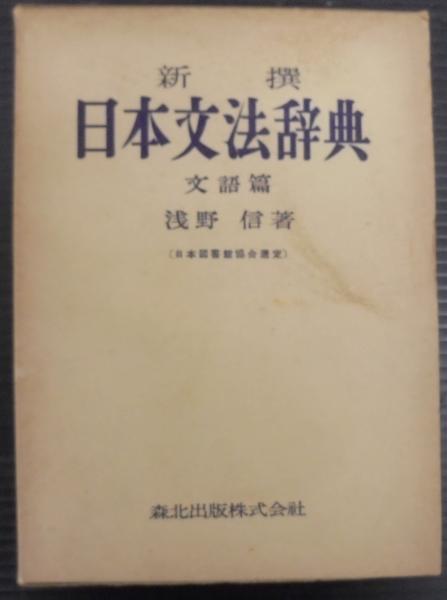 新 撰
日本文法辞典
文語篇
浅野 信著
(日本図書館協会選定)
森北出版株式会社